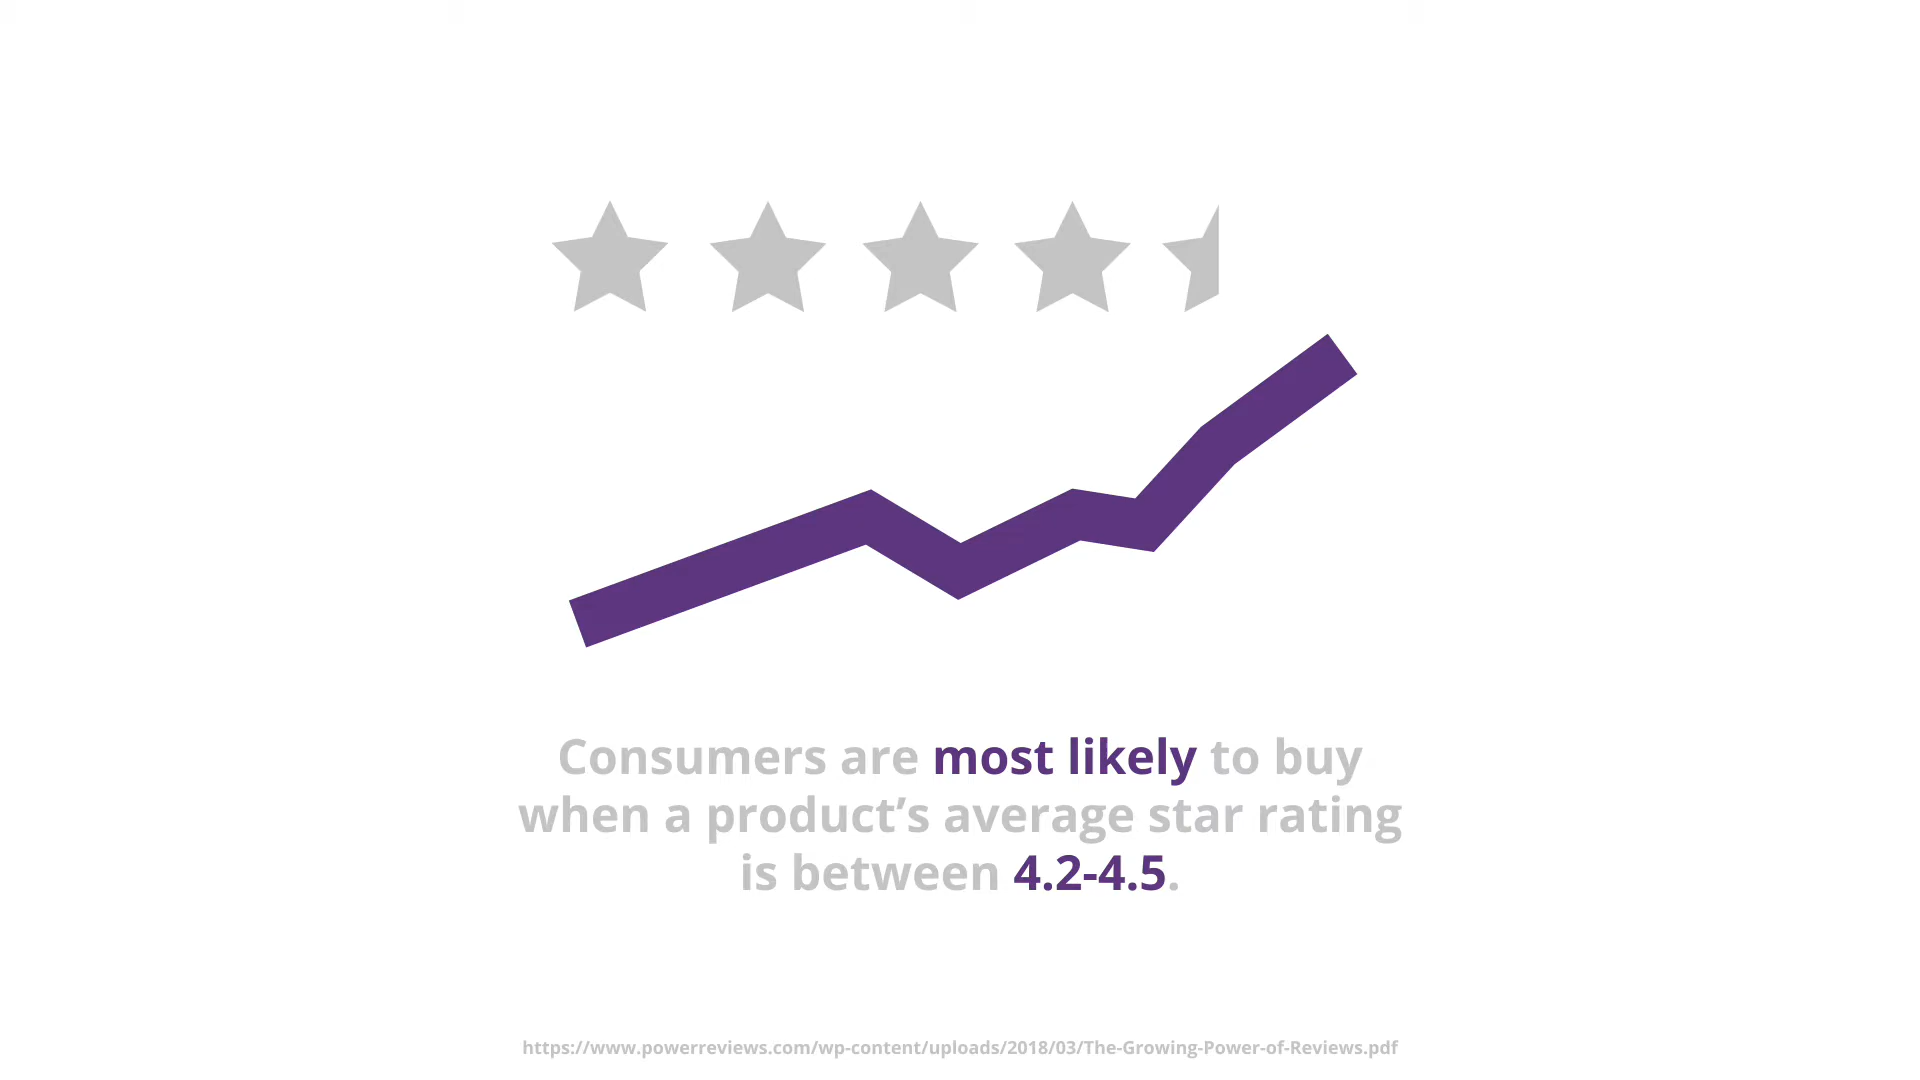 Consumers are most likely to buy
when a product’s average star rating
is between 4.2-4.5.
https://www.powerreviews.com/wp-content/uploads/2018/03/The-Growing-Power-of-Reviews.pdf